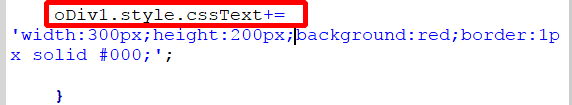 oDiv1.style.cssText+=
'width:300px;height:200px;background:red;border:1p
x solid #000;';
}